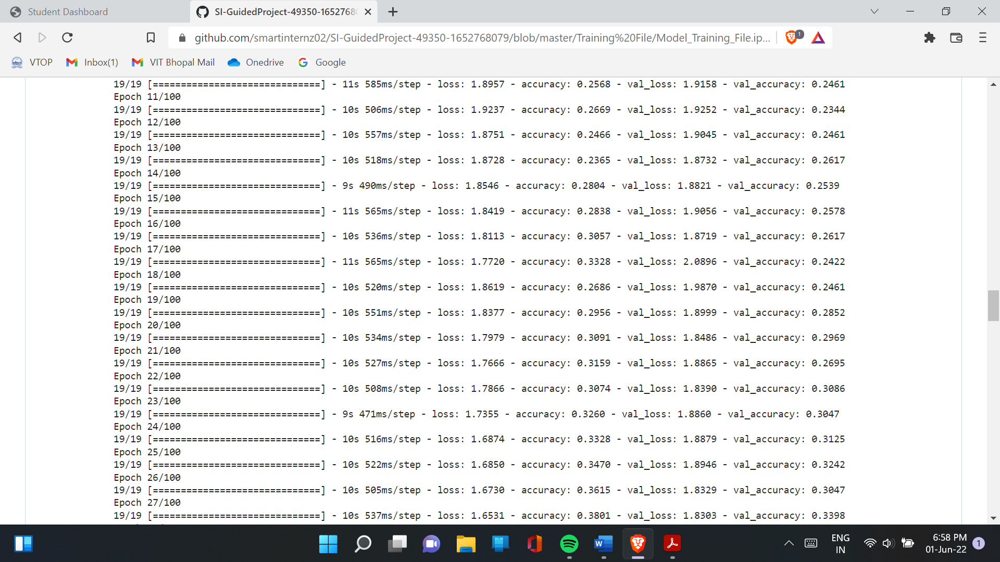 Student Dashboard
SI-GuidedProject-49350-16527680
github.com/smartinternz02/SI-GuidedProject-49350-1652768079/blob/master/Training%20File/Model_Training_File.ip...
1
VTOP
Inbox(1)
VIT Bhopal Mail
Onedrive
Google
19/19 [==============================] - 11s 585ms/step - loss: 1.8957 - accuracy: 0.2568 - val_loss: 1.9158 - val_accuracy: 0.2461
Epoch 11/100
19/19 [==============================] - 10s 506ms/step - loss: 1.9237 - accuracy: 0.2669 - val_loss: 1.9252 - val_accuracy: 0.2344
Epoch 12/100
19/19 [==============================] - 10s 557ms/step - loss: 1.8751 - accuracy: 0.2466 - val_loss: 1.9045 - val_accuracy: 0.2461
Epoch 13/100
19/19 [==============================] - 10s 518ms/step - loss: 1.8728 - accuracy: 0.2365 - val_loss: 1.8732 - val_accuracy: 0.2617
Epoch 14/100
19/19 [==============================] - 9s 490ms/step - loss: 1.8546 - accuracy: 0.2804 - val_loss: 1.8821 - val_accuracy: 0.2539
Epoch 15/100
19/19 [==============================] - 11s 565ms/step - loss: 1.8419 - accuracy: 0.2838 - val_loss: 1.9056 - val_accuracy: 0.2578
Epoch 16/100
19/19 [==============================] - 10s 536ms/step - loss: 1.8113 - accuracy: 0.3057 - val_loss: 1.8719 - val_accuracy: 0.2617
Epoch 17/100
19/19 [==============================] - 11s 565ms/step - loss: 1.7720 - accuracy: 0.3328 - val_loss: 2.0896 - val_accuracy: 0.2422
Epoch 18/100
19/19 [==============================] - 10s 520ms/step - loss: 1.8619 - accuracy: 0.2686 - val_loss: 1.9870 - val_accuracy: 0.2461
Epoch 19/100
19/19 [==============================] - 10s 551ms/step - loss: 1.8377 - accuracy: 0.2956 - val_loss: 1.8999 - val_accuracy: 0.2852
Epoch 20/100
19/19 [==============================] - 10s 534ms/step - loss: 1.7979 - accuracy: 0.3091 - val_loss: 1.8486 - val_accuracy: 0.2969
Epoch 21/100
19/19 [==============================] - 10s 527ms/step - loss: 1.7666 - accuracy: 0.3159 - val_loss: 1.8865 - val_accuracy: 0.2695
Epoch 22/100
19/19 [==============================] - 10s 508ms/step - loss: 1.7866 - accuracy: 0.3074 - val_loss: 1.8390 - val_accuracy: 0.3086
Epoch 23/100
19/19 [==============================] - 9s 471ms/step - loss: 1.7355 - accuracy: 0.3260 - val_loss: 1.8860 - val_accuracy: 0.3047
Epoch 24/100
19/19 [==============================] - 10s 516ms/step - loss: 1.6874 - accuracy: 0.3328 - val_loss: 1.8879 - val_accuracy: 0.3125
Epoch 25/100
19/19 [==============================] - 10s 522ms/step - loss: 1.6850 - accuracy: 0.3470 - val_loss: 1.8946 - val_accuracy: 0.3242
Epoch 26/100
19/19 [==============================] - 10s 505ms/step - loss: 1.6730 - accuracy: 0.3615 - val_loss: 1.8329 - val_accuracy: 0.3047
Epoch 27/100
19/19 [==============================] - 10s 537ms/step - loss: 1.6531 - accuracy: 0.3801 - val_loss: 1.8303 - val_accuracy: 0.3398
W
ENG
IN
6:58 PM
01-Jun-22
1